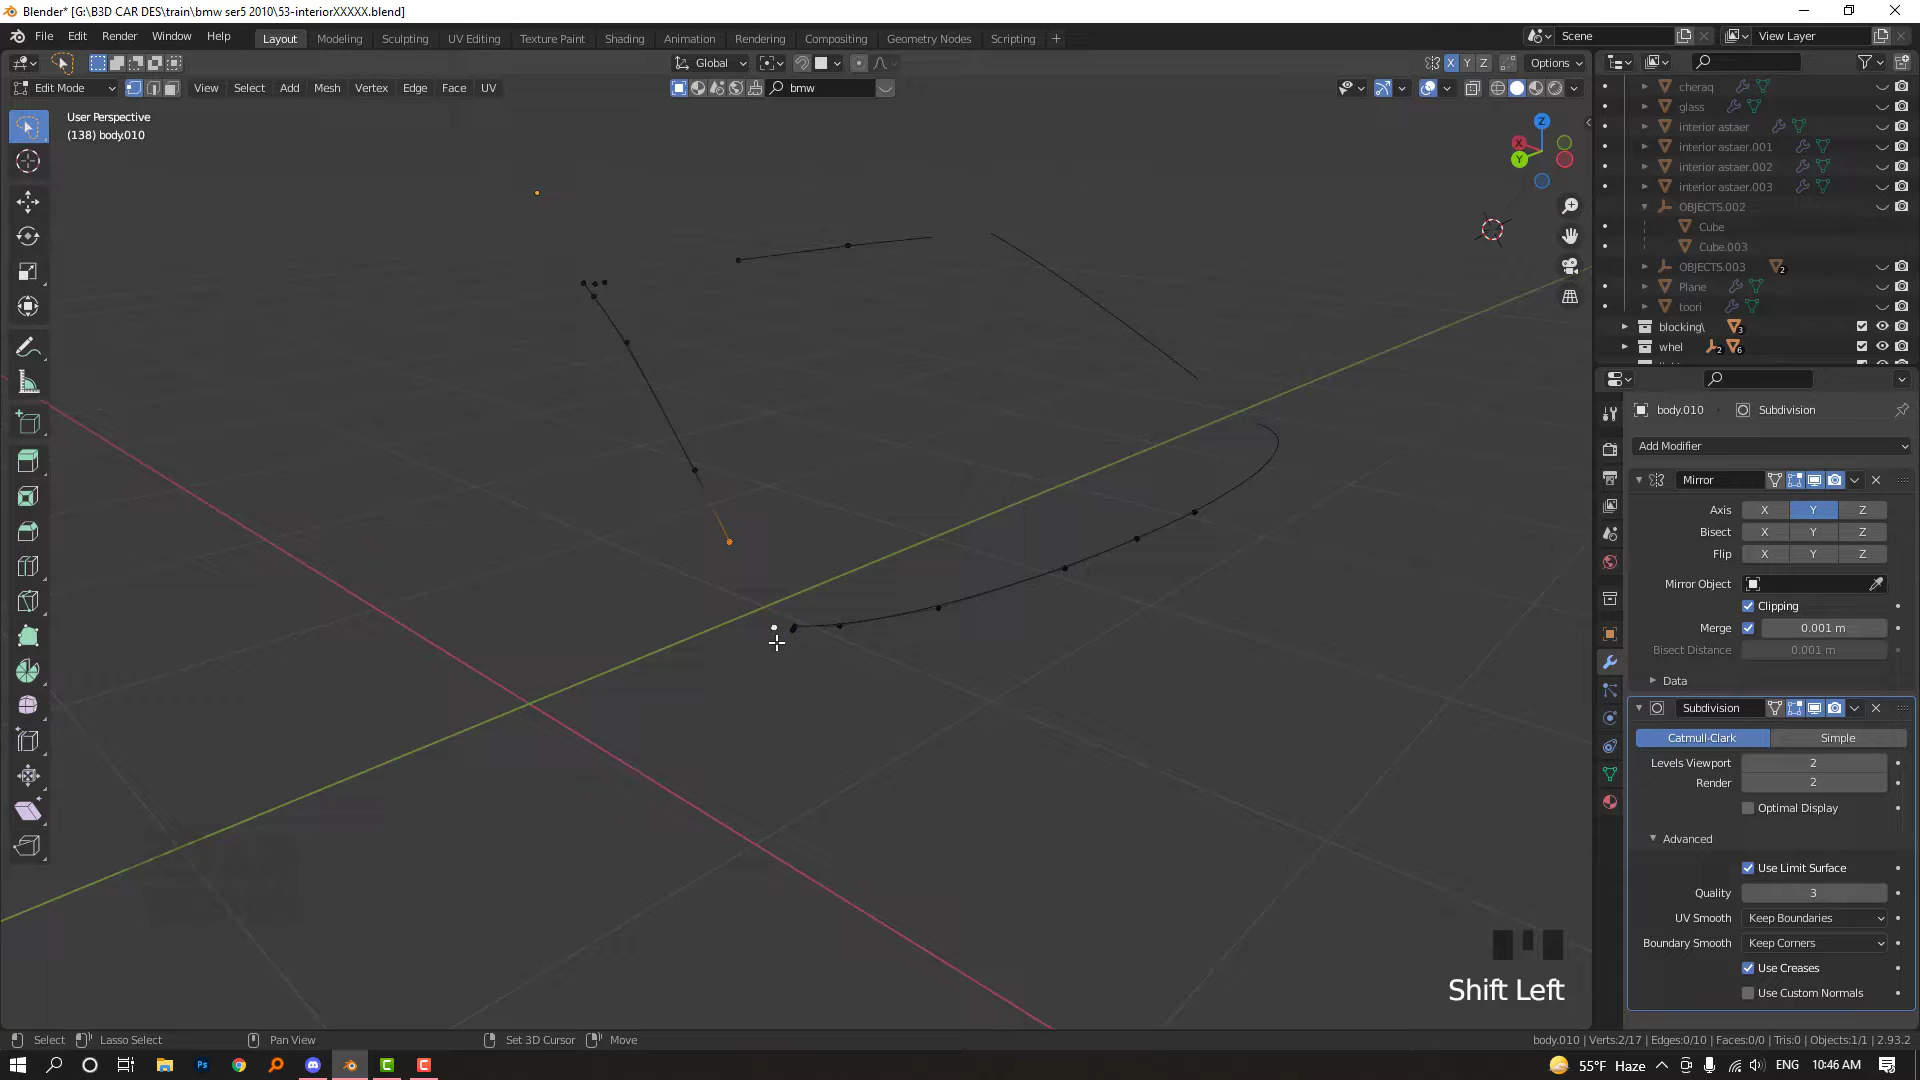 Blender* [G:\B3D CAR DES\train\bmw ser5 2010\53-interiorXXXXX.blend]
File Edit Render Window Help Layout Modeling Sculpting UV Editing Texture Paint Shading Animation Rendering Compositing Geometry Nodes Scripting + Scene View Layer
Global X Y Z Options
Edit Mode View Select Add Mesh Vertex Edge Face UV bmw
User Perspective
(138) body.010
Z
X
Y
cheraq
glass
interior astaer
interior astaer.001
interior astaer.002
interior astaer.003
OBJECTS.002
Cube
Cube.003
OBJECTS.003 2
Plane
toori
blocking\ 3
whel 2 6
body.010 Subdivision
Add Modifier
Mirror
Axis X Y Z
Bisect X Y Z
Flip X Y Z
Mirror Object
Clipping
Merge 0.001 m
Bisect Distance 0.001 m
Data
Subdivision
Catmull-Clark Simple
Levels Viewport 2
Render 2
Optimal Display
Advanced
Use Limit Surface
Quality 3
UV Smooth Keep Boundaries
Boundary Smooth Keep Corners
Use Creases
Use Custom Normals
Shift Left
Select Lasso Select Pan View Set 3D Cursor Move body.010 | Verts:2/17 | Edges:0/10 | Faces:0/0 | Tris:0 | Objects:1/1 | 2.93.2
Ps 55°F Haze ENG 10:46 AM